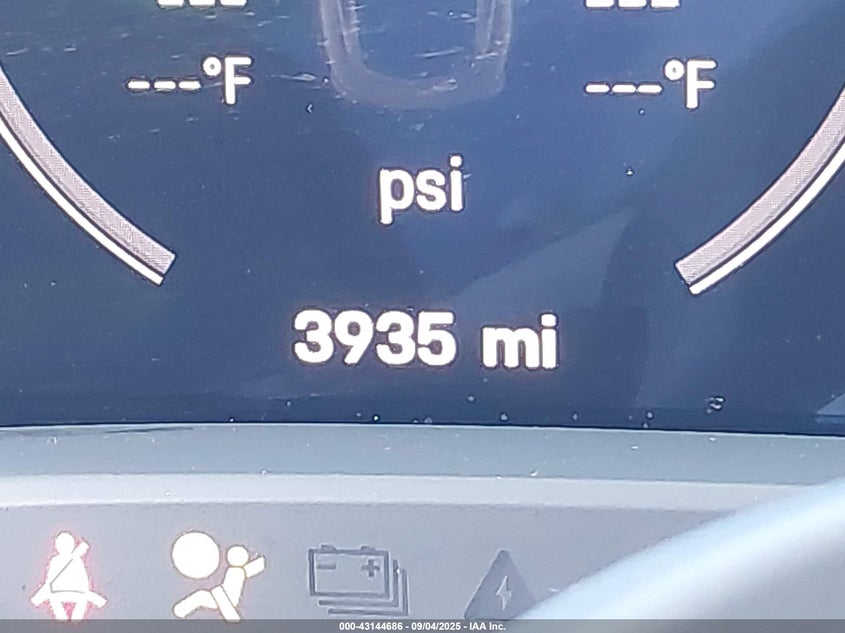 ---°F ---°F
psi
3935 mi
000-43144686 - 09/04/2025 - IAA Inc.